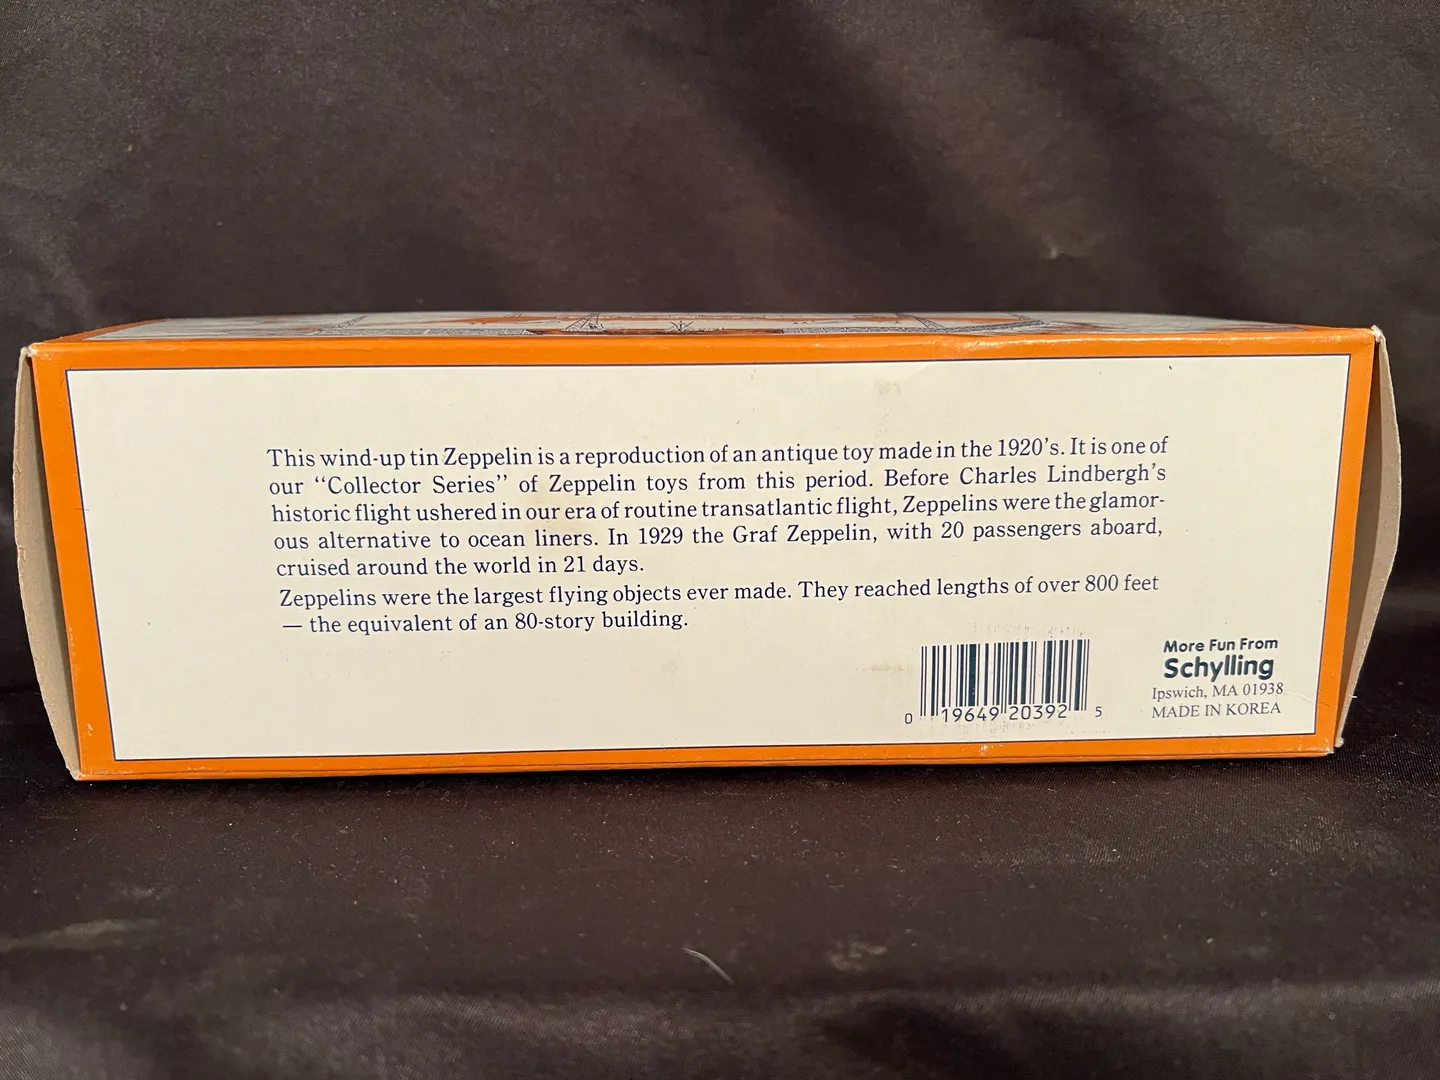 This wind-up tin Zeppelin is a reproduction of an antique toy made in the 1920's. It is one of
our “Collector Series” of Zeppelin toys from this period. Before Charles Lindbergh's
historic flight ushered in our era of routine transatlantic flight, Zeppelins were the glamor-
ous alternative to ocean liners. In 1929 the Graf Zeppelin, with 20 passengers aboard,
cruised around the world in 21 days.
Zeppelins were the largest flying objects ever made. They reached lengths of over 800 feet
— the equivalent of an 80-story building.
0 19649 20392 5
More Fun From
Schylling
Ipswich, MA 01938
MADE IN KOREA